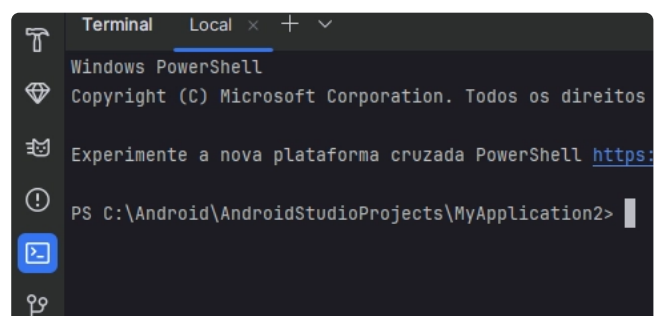 Terminal Local
Windows PowerShell
Copyright (C) Microsoft Corporation. Todos os direitos
Experimente a nova plataforma cruzada PowerShell https:
PS C:\Android\AndroidStudioProjects\MyApplication2>